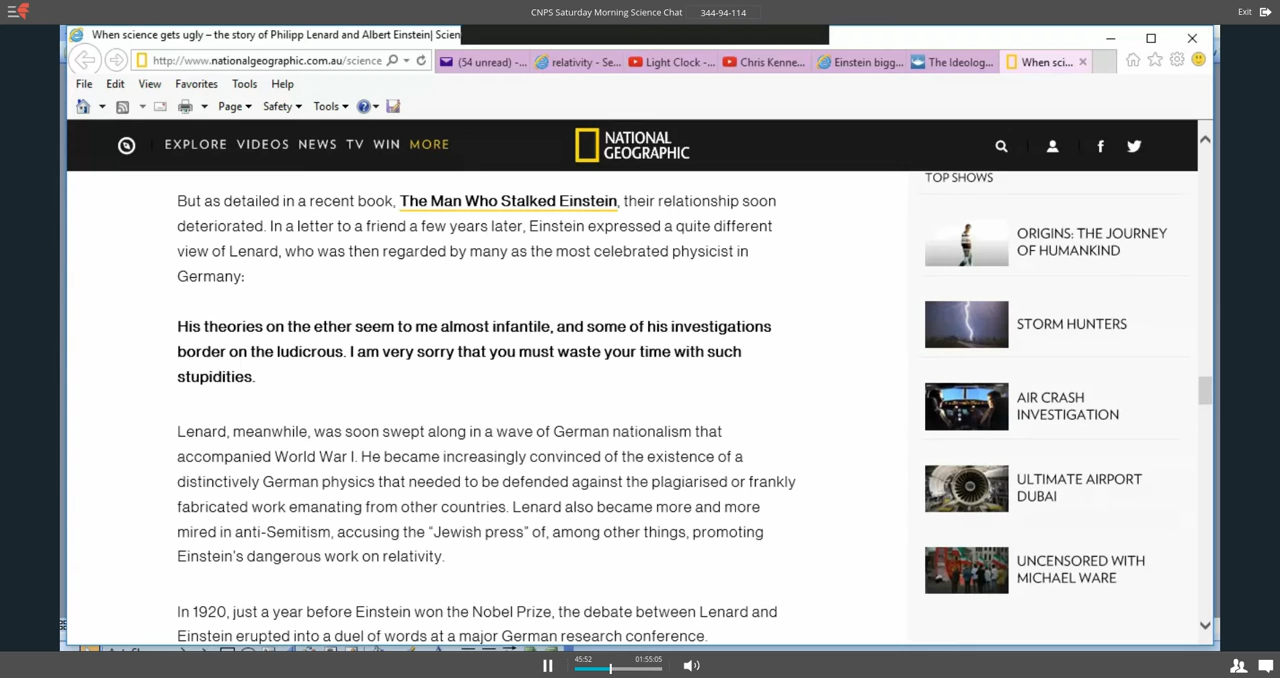 CNPS Saturday Morning Science Chat 344-94-114
Exit
When science gets ugly – the story of Philipp Lenard and Albert Einstein| Scien
http://www.nationalgeographic.com.au/science
(54 unread) -...
relativity - Se...
Light Clock -...
Chris Kenne...
Einstein bigg...
The Ideolog...
When sci...
File Edit View Favorites Tools Help
Page Safety Tools
EXPLORE VIDEOS NEWS TV WIN MORE
NATIONAL
GEOGRAPHIC
But as detailed in a recent book, The Man Who Stalked Einstein, their relationship soon
deteriorated. In a letter to a friend a few years later, Einstein expressed a quite different
view of Lenard, who was then regarded by many as the most celebrated physicist in
Germany:
His theories on the ether seem to me almost infantile, and some of his investigations
border on the ludicrous. I am very sorry that you must waste your time with such
stupidities.
Lenard, meanwhile, was soon swept along in a wave of German nationalism that
accompanied World War I. He became increasingly convinced of the existence of a
distinctively German physics that needed to be defended against the plagiarised or frankly
fabricated work emanating from other countries. Lenard also became more and more
mired in anti-Semitism, accusing the “Jewish press” of, among other things, promoting
Einstein’s dangerous work on relativity.
In 1920, just a year before Einstein won the Nobel Prize, the debate between Lenard and
Einstein erupted into a duel of words at a major German research conference.
TOP SHOWS
ORIGINS: THE JOURNEY
OF HUMANKIND
STORM HUNTERS
AIR CRASH
INVESTIGATION
ULTIMATE AIRPORT
DUBAI
UNCENSORED WITH
MICHAEL WARE
45:52
01:55:05